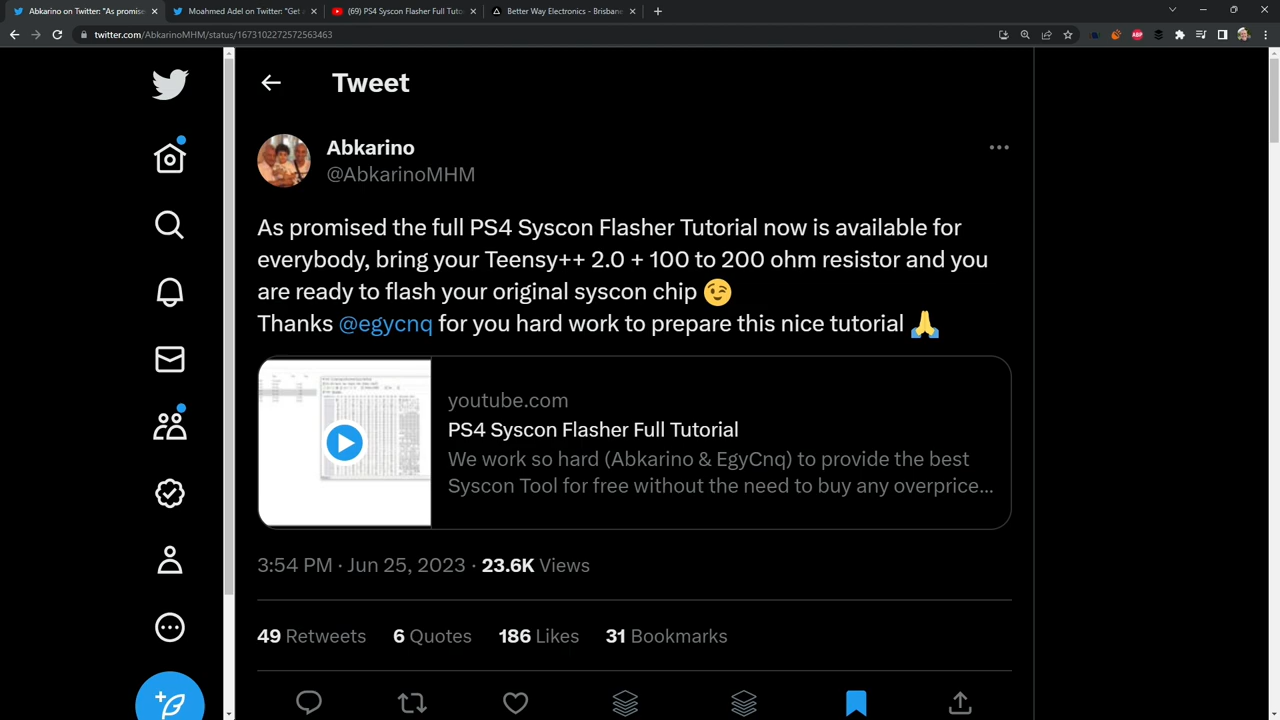 Abkarino on Twitter: "As promise
Moahmed Adel on Twitter: "Get
(69) PS4 Syscon Flasher Full Tuto
Better Way Electronics - Brisbane
twitter.com/AbkarinoMHM/status/1673102272572563463
ABP
Tweet
Abkarino
@AbkarinoMHM
As promised the full PS4 Syscon Flasher Tutorial now is available for
everybody, bring your Teensy++ 2.0 + 100 to 200 ohm resistor and you
are ready to flash your original syscon chip 😉
Thanks @egycnq for you hard work to prepare this nice tutorial 🙏
youtube.com
PS4 Syscon Flasher Full Tutorial
We work so hard (Abkarino & EgyCnq) to provide the best
Syscon Tool for free without the need to buy any overprice...
3:54 PM · Jun 25, 2023 · 23.6K Views
49 Retweets 6 Quotes 186 Likes 31 Bookmarks